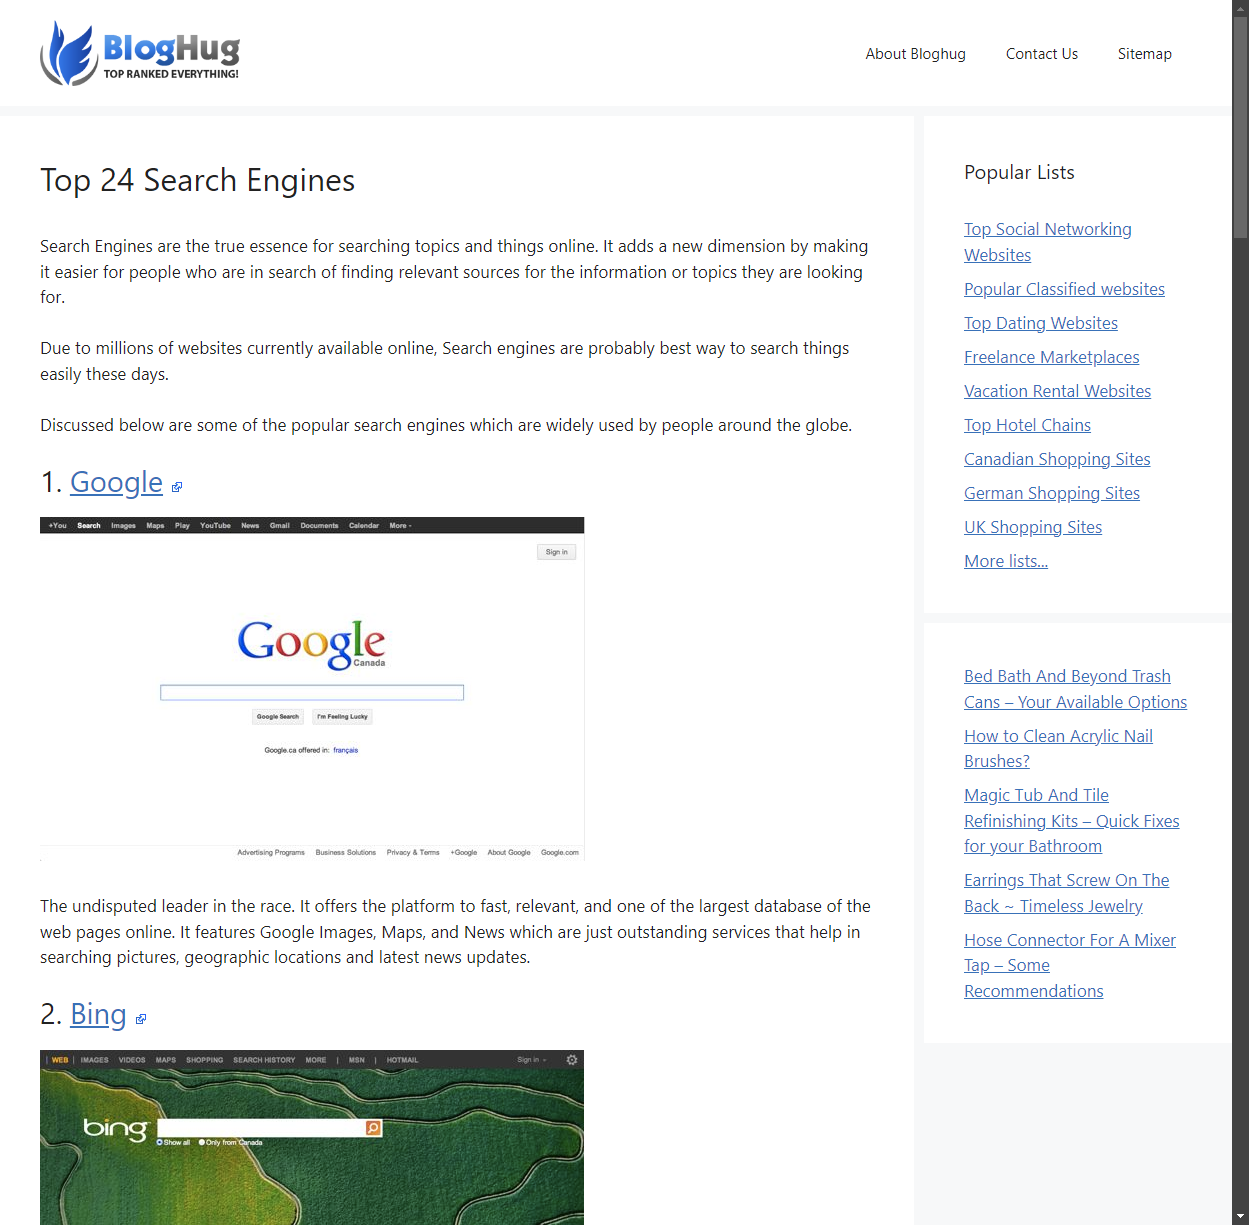 BlogHug
TOP RANKED EVERYTHING!
About Bloghug
Contact Us
Sitemap
Top 24 Search Engines
Search Engines are the true essence for searching topics and things online. It adds a new dimension by making
it easier for people who are in search of finding relevant sources for the information or topics they are looking
for.
Due to millions of websites currently available online, Search engines are probably best way to search things
easily these days.
Discussed below are some of the popular search engines which are widely used by people around the globe.
1. Google
+You Search Images Maps Play YouTube News Gmail Documents Calendar More
Sign in
Google
Canada
Google Search I'm Feeling Lucky
Google.ca offered in: français
Advertising Programs Business Solutions Privacy & Terms +Google About Google Google.com
The undisputed leader in the race. It offers the platform to fast, relevant, and one of the largest database of the
web pages online. It features Google Images, Maps, and News which are just outstanding services that help in
searching pictures, geographic locations and latest news updates.
2. Bing
| WEB | IMAGES VIDEOS MAPS SHOPPING SEARCH HISTORY MORE | MSN | HOTMAIL
Sign in
bing
Show all Only from Canada
Popular Lists
Top Social Networking
Websites
Popular Classified websites
Top Dating Websites
Freelance Marketplaces
Vacation Rental Websites
Top Hotel Chains
Canadian Shopping Sites
German Shopping Sites
UK Shopping Sites
More lists...
Bed Bath And Beyond Trash
Cans – Your Available Options
How to Clean Acrylic Nail
Brushes?
Magic Tub And Tile
Refinishing Kits – Quick Fixes
for your Bathroom
Earrings That Screw On The
Back ~ Timeless Jewelry
Hose Connector For A Mixer
Tap – Some
Recommendations